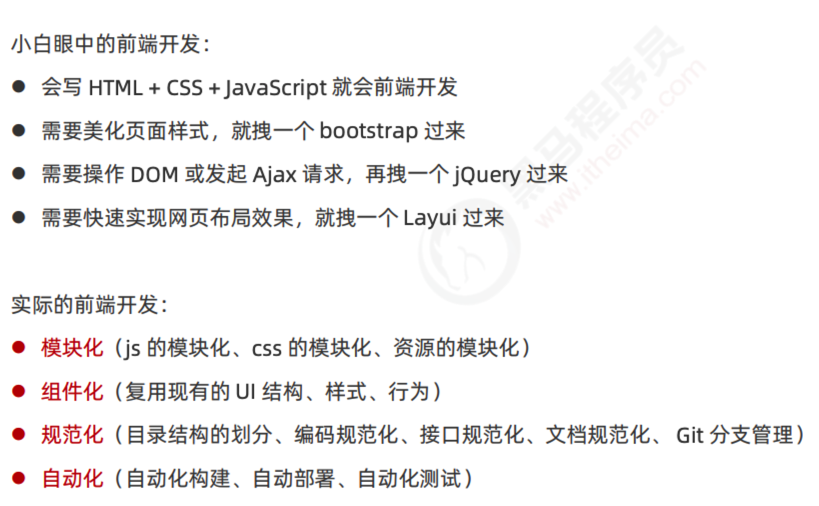 小白眼中的前端开发：
● 会写 HTML + CSS + JavaScript 就会前端开发
● 需要美化页面样式，就拽一个 bootstrap 过来
● 需要操作 DOM 或发起 Ajax 请求，再拽一个 jQuery 过来
● 需要快速实现网页布局效果，就拽一个 Layui 过来
实际的前端开发：
● 模块化（js 的模块化、css 的模块化、资源的模块化）
● 组件化（复用现有的 UI 结构、样式、行为）
● 规范化（目录结构的划分、编码规范化、接口规范化、文档规范化、 Git 分支管理）
● 自动化（自动化构建、自动部署、自动化测试）
黑马程序员
www.itheima.com